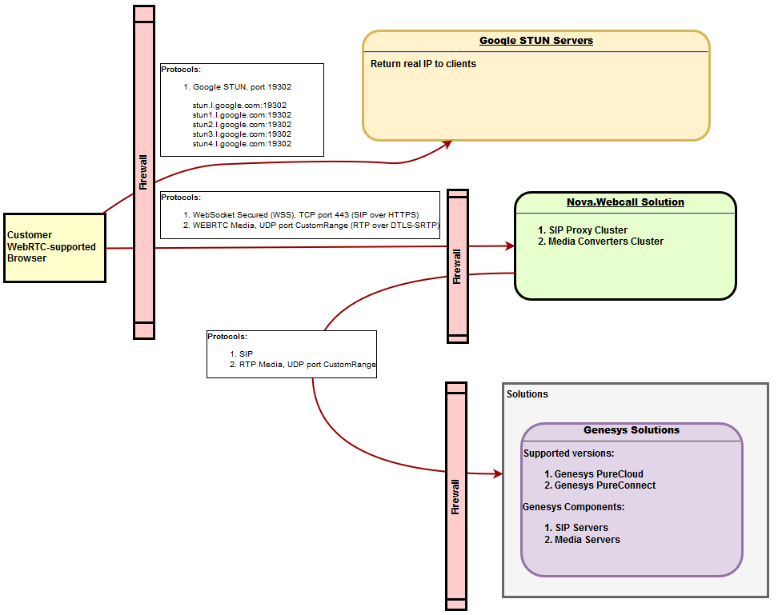 Google STUN Servers
Return real IP to clients
Protocols:
1. Google STUN, port 19302
stun.l.google.com:19302
stun1.l.google.com:19302
stun2.l.google.com:19302
stun3.l.google.com:19302
stun4.l.google.com:19302
Firewall
Protocols:
1. WebSocket Secured (WSS), TCP port 443 (SIP over HTTPS)
2. WEBRTC Media, UDP port CustomRange (RTP over DTLS-SRTP)
Customer
WebRTC-supported
Browser
Firewall
Nova.Webcall Solution
1. SIP Proxy Cluster
2. Media Converters Cluster
Protocols:
1. SIP
2. RTP Media, UDP port CustomRange
Firewall
Solutions
Genesys Solutions
Supported versions:
1. Genesys PureCloud
2. Genesys PureConnect
Genesys Components:
1. SIP Servers
2. Media Servers